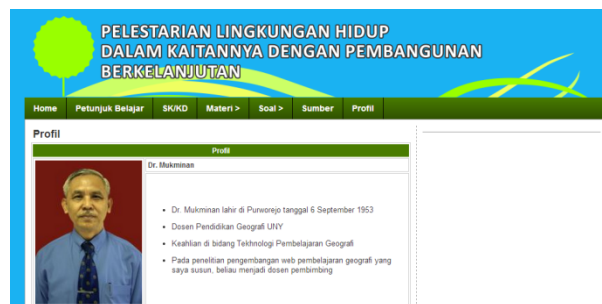 PELESTARIAN LINGKUNGAN HIDUP
DALAM KAITANNYA DENGAN PEMBANGUNAN
BERKELANJUTAN
Home Petunjuk Belajar SK/KD Materi > Soal > Sumber Profil
Profil
Profil
Dr. Mukminan
• Dr. Mukminan lahir di Purworejo tanggal 6 September 1953
• Dosen Pendidikan Geografi UNY
• Keahlian di bidang Tekhnologi Pembelajaran Geografi
• Pada penelitian pengembangan web pembelajaran geografi yang
saya susun, beliau menjadi dosen pembimbing